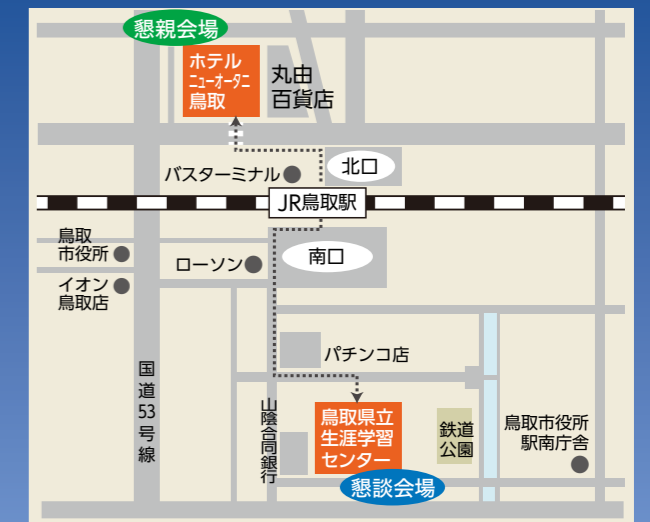 懇親会場
ホテル
ニューオータニ
鳥取
丸由
百貨店
北口
バスターミナル
JR鳥取駅
鳥取
市役所
ローソン
南口
イオン
鳥取店
パチンコ店
国道53号線
山陰合同銀行
鳥取県立
生涯学習
センター
鉄道
公園
鳥取市役所
駅南庁舎
懇談会場